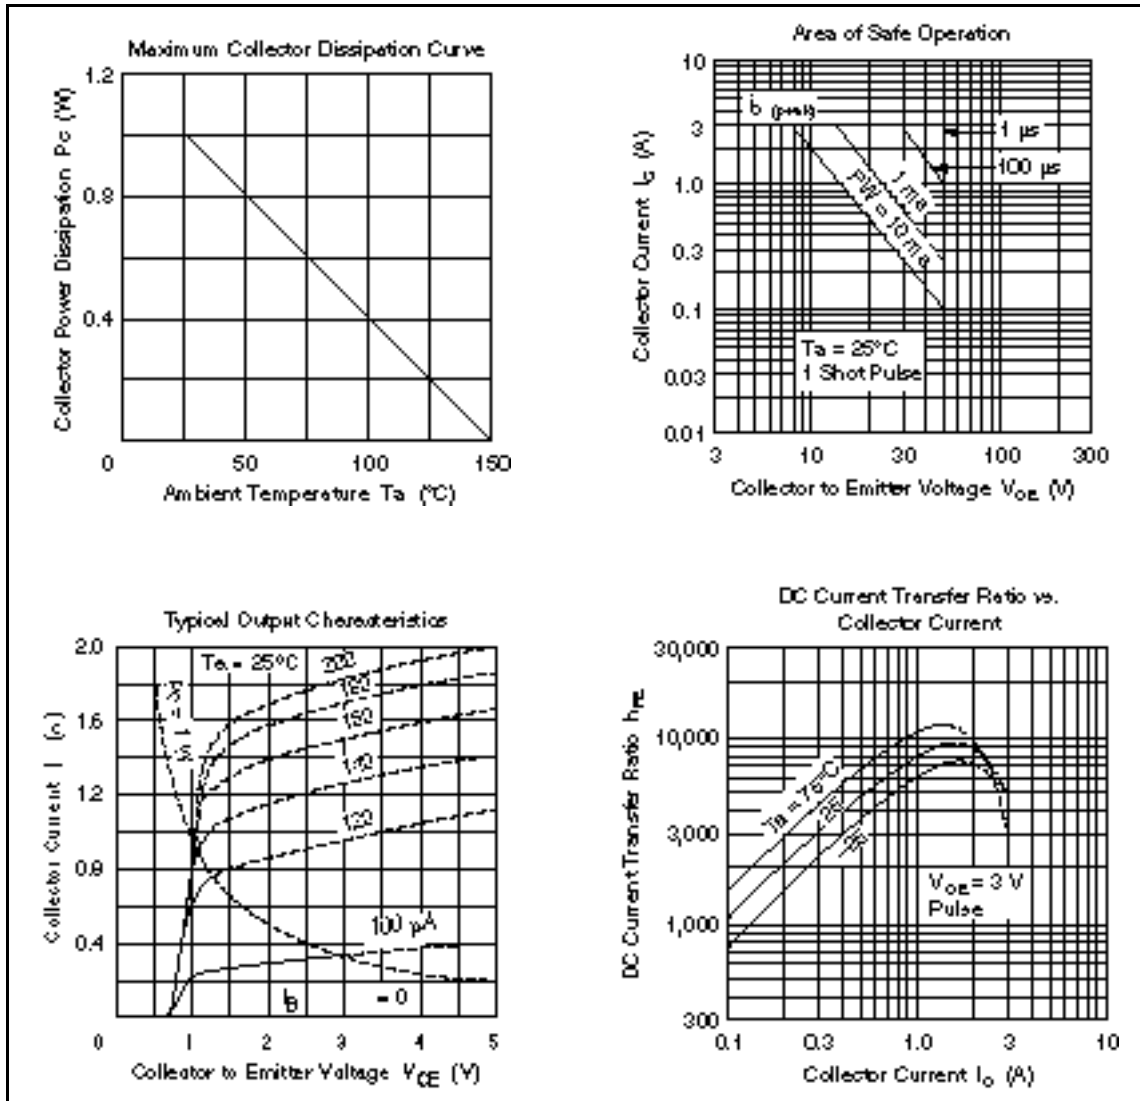 Maximum Collector Dissipation Curve
Collector Power Dissipation Pc (W)
1.2
0.8
0.4
0
50
100
150
Ambient Temperature Ta (°C)
Area of Safe Operation
Collector Current IC (A)
10
3
1.0
0.3
0.1
0.03
0.01
iC (peak)
1 µs
100 µs
1 ms
PW = 10 ms
Ta = 25°C
1 Shot Pulse
3
10
30
100
300
Collector to Emitter Voltage VCE (V)
Typical Output Characteristics
Collector Current I (A)
2.0
1.6
1.2
0.8
0.4
Ta = 25°C
200
180
160
140
120
100 µA
IB = 0
0
1
2
3
4
5
Collector to Emitter Voltage VCE (V)
DC Current Transfer Ratio vs.
Collector Current
DC Current Transfer Ratio hFE
30,000
10,000
3,000
1,000
300
Ta = 75°C
25
VCE = 3 V
Pulse
0.1
0.3
1.0
3
10
Collector Current IC (A)